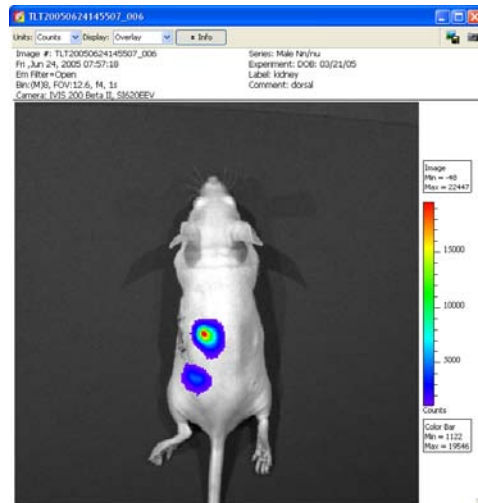 TLT20050624145507_006
Units: Counts Display: Overlay Info
Image #: TLT20050624145507_006
Fri ,Jun 24, 2005 07:57:18
Em Filter=Open
Bin:(M)8, FOV:12.6, f4, 1s
Camera: IVIS 200 Beta II, SI620EEV
Series: Male Nn/nu
Experiment: DOB: 03/21/05
Label: kidney
Comment: dorsal
Image
Min = -40
Max = 22447
15000
10000
5000
Counts
Color Bar
Min = 1122
Max = 19546